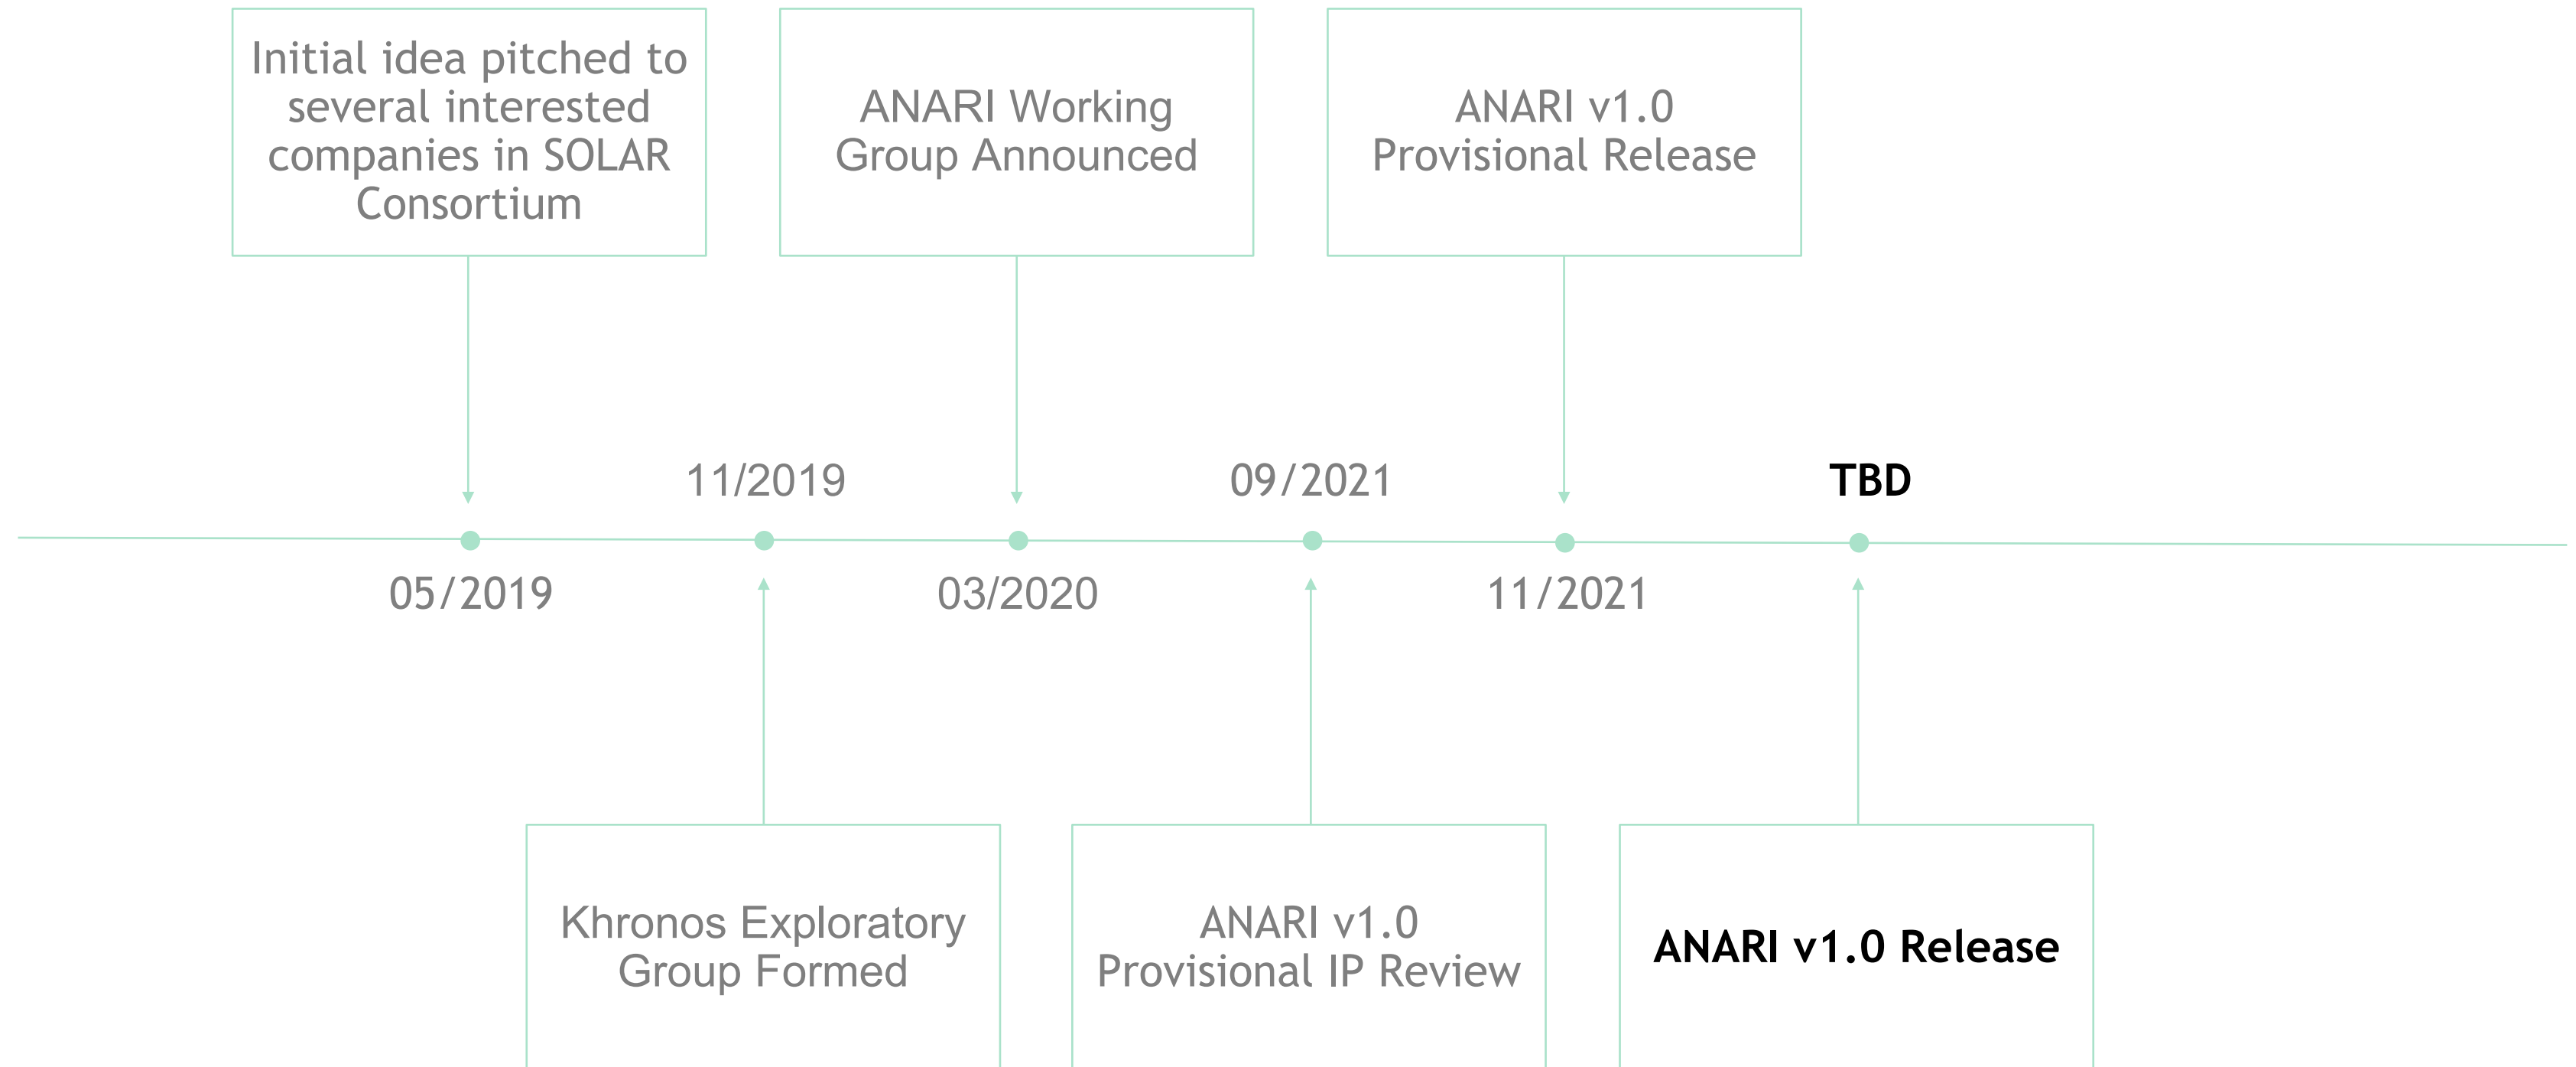 Initial idea pitched to
several interested
companies in SOLAR
Consortium
ANARI Working
Group Announced
ANARI v1.0
Provisional Release
11/2019
09/2021
TBD
05/2019
03/2020
11/2021
Khronos Exploratory
Group Formed
ANARI v1.0
Provisional IP Review
ANARI v1.0 Release